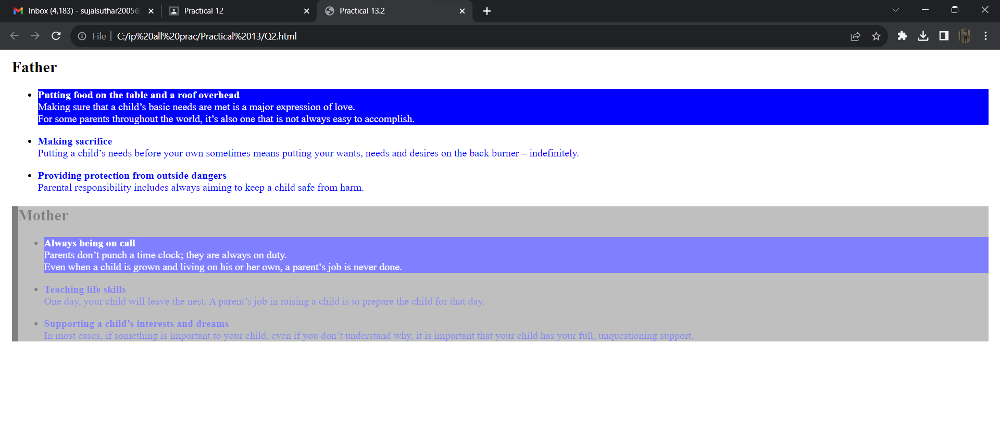 Inbox (4,183) - sujalsuthar2005@
Practical 12
Practical 13.2
File
C:/ip%20all%20prac/Practical%2013/Q2.html
Father
Putting food on the table and a roof overhead
Making sure that a child’s basic needs are met is a major expression of love.
For some parents throughout the world, it’s also one that is not always easy to accomplish.
Making sacrifice
Putting a child’s needs before your own sometimes means putting your wants, needs and desires on the back burner – indefinitely.
Providing protection from outside dangers
Parental responsibility includes always aiming to keep a child safe from harm.
Mother
Always being on call
Parents don’t punch a time clock; they are always on duty.
Even when a child is grown and living on his or her own, a parent’s job is never done.
Teaching life skills
One day, your child will leave the nest. A parent’s job in raising a child is to prepare the child for that day.
Supporting a child’s interests and dreams
In most cases, if something is important to your child, even if you don’t understand why, it is important that your child has your full, unquestioning support.